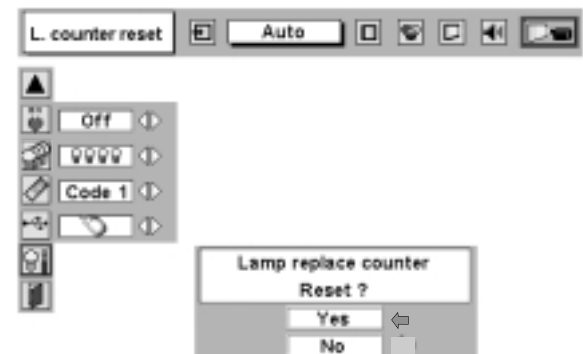 L. counter reset
Auto
Off
Code 1
Lamp replace counter
Reset ?
Yes
No